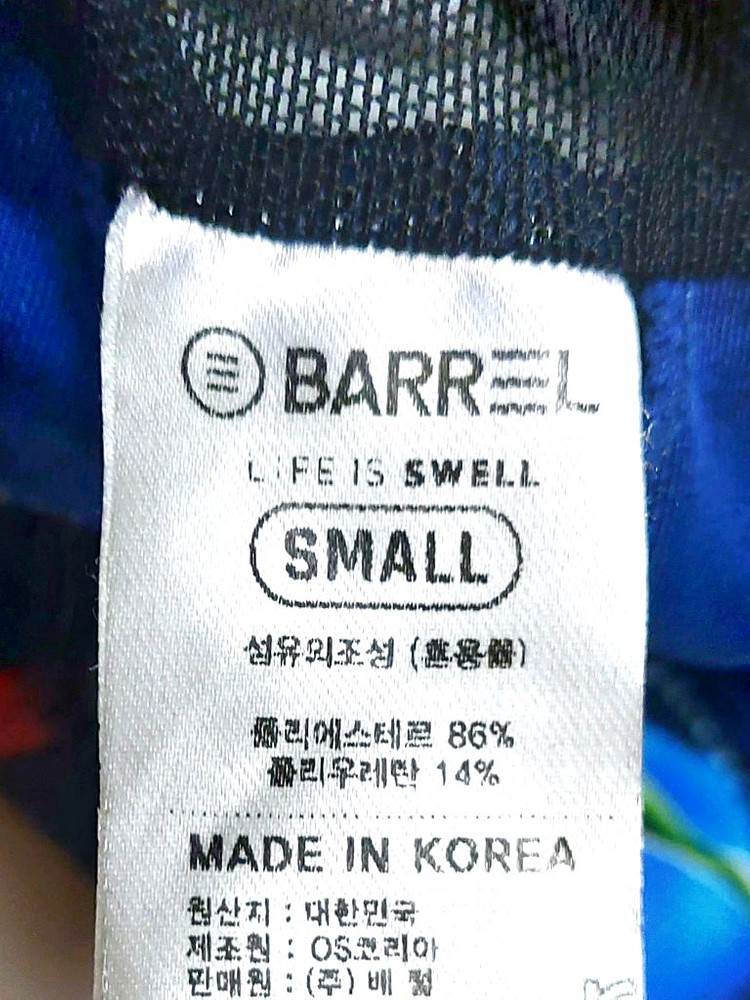 BARREL
LIFE IS SWELL
SMALL
섬유의조성 (혼용률)
폴리에스테르 86%
폴리우레탄 14%
MADE IN KOREA
원산지 : 대한민국
제조원 : OS코리아
판매원 : (주) 배럴